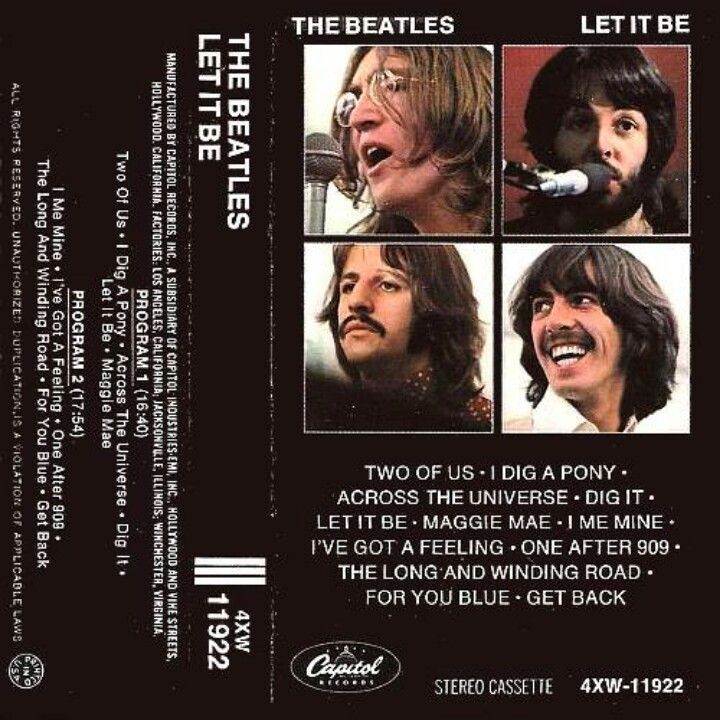 ALL RIGHTS RESERVED. UNAUTHORIZED DUPLICATION IS A VIOLATION OF APPLICABLE LAWS
PROGRAM 2 (17:54)
I Me Mine • I've Got A Feeling • One After 909 •
The Long And Winding Road • For You Blue • Get Back
PROGRAM 1 (16:40)
Two Of Us • I Dig A Pony • Across The Universe • Dig It •
Let It Be • Maggie Mae
MANUFACTURED BY CAPITOL RECORDS, INC., A SUBSIDIARY OF CAPITOL INDUSTRIES-EMI, INC., HOLLYWOOD AND VINE STREETS,
HOLLYWOOD, CALIFORNIA. FACTORIES: LOS ANGELES, CALIFORNIA; JACKSONVILLE, ILLINOIS; WINCHESTER, VIRGINIA.
THE BEATLES
LET IT BE
4XW
11922
THE BEATLES LET IT BE
TWO OF US • I DIG A PONY •
ACROSS THE UNIVERSE • DIG IT •
LET IT BE • MAGGIE MAE • I ME MINE •
I'VE GOT A FEELING • ONE AFTER 909 •
THE LONG AND WINDING ROAD •
FOR YOU BLUE • GET BACK
Capitol
RECORDS
STEREO CASSETTE 4XW-11922
PRINTED
IN
USA